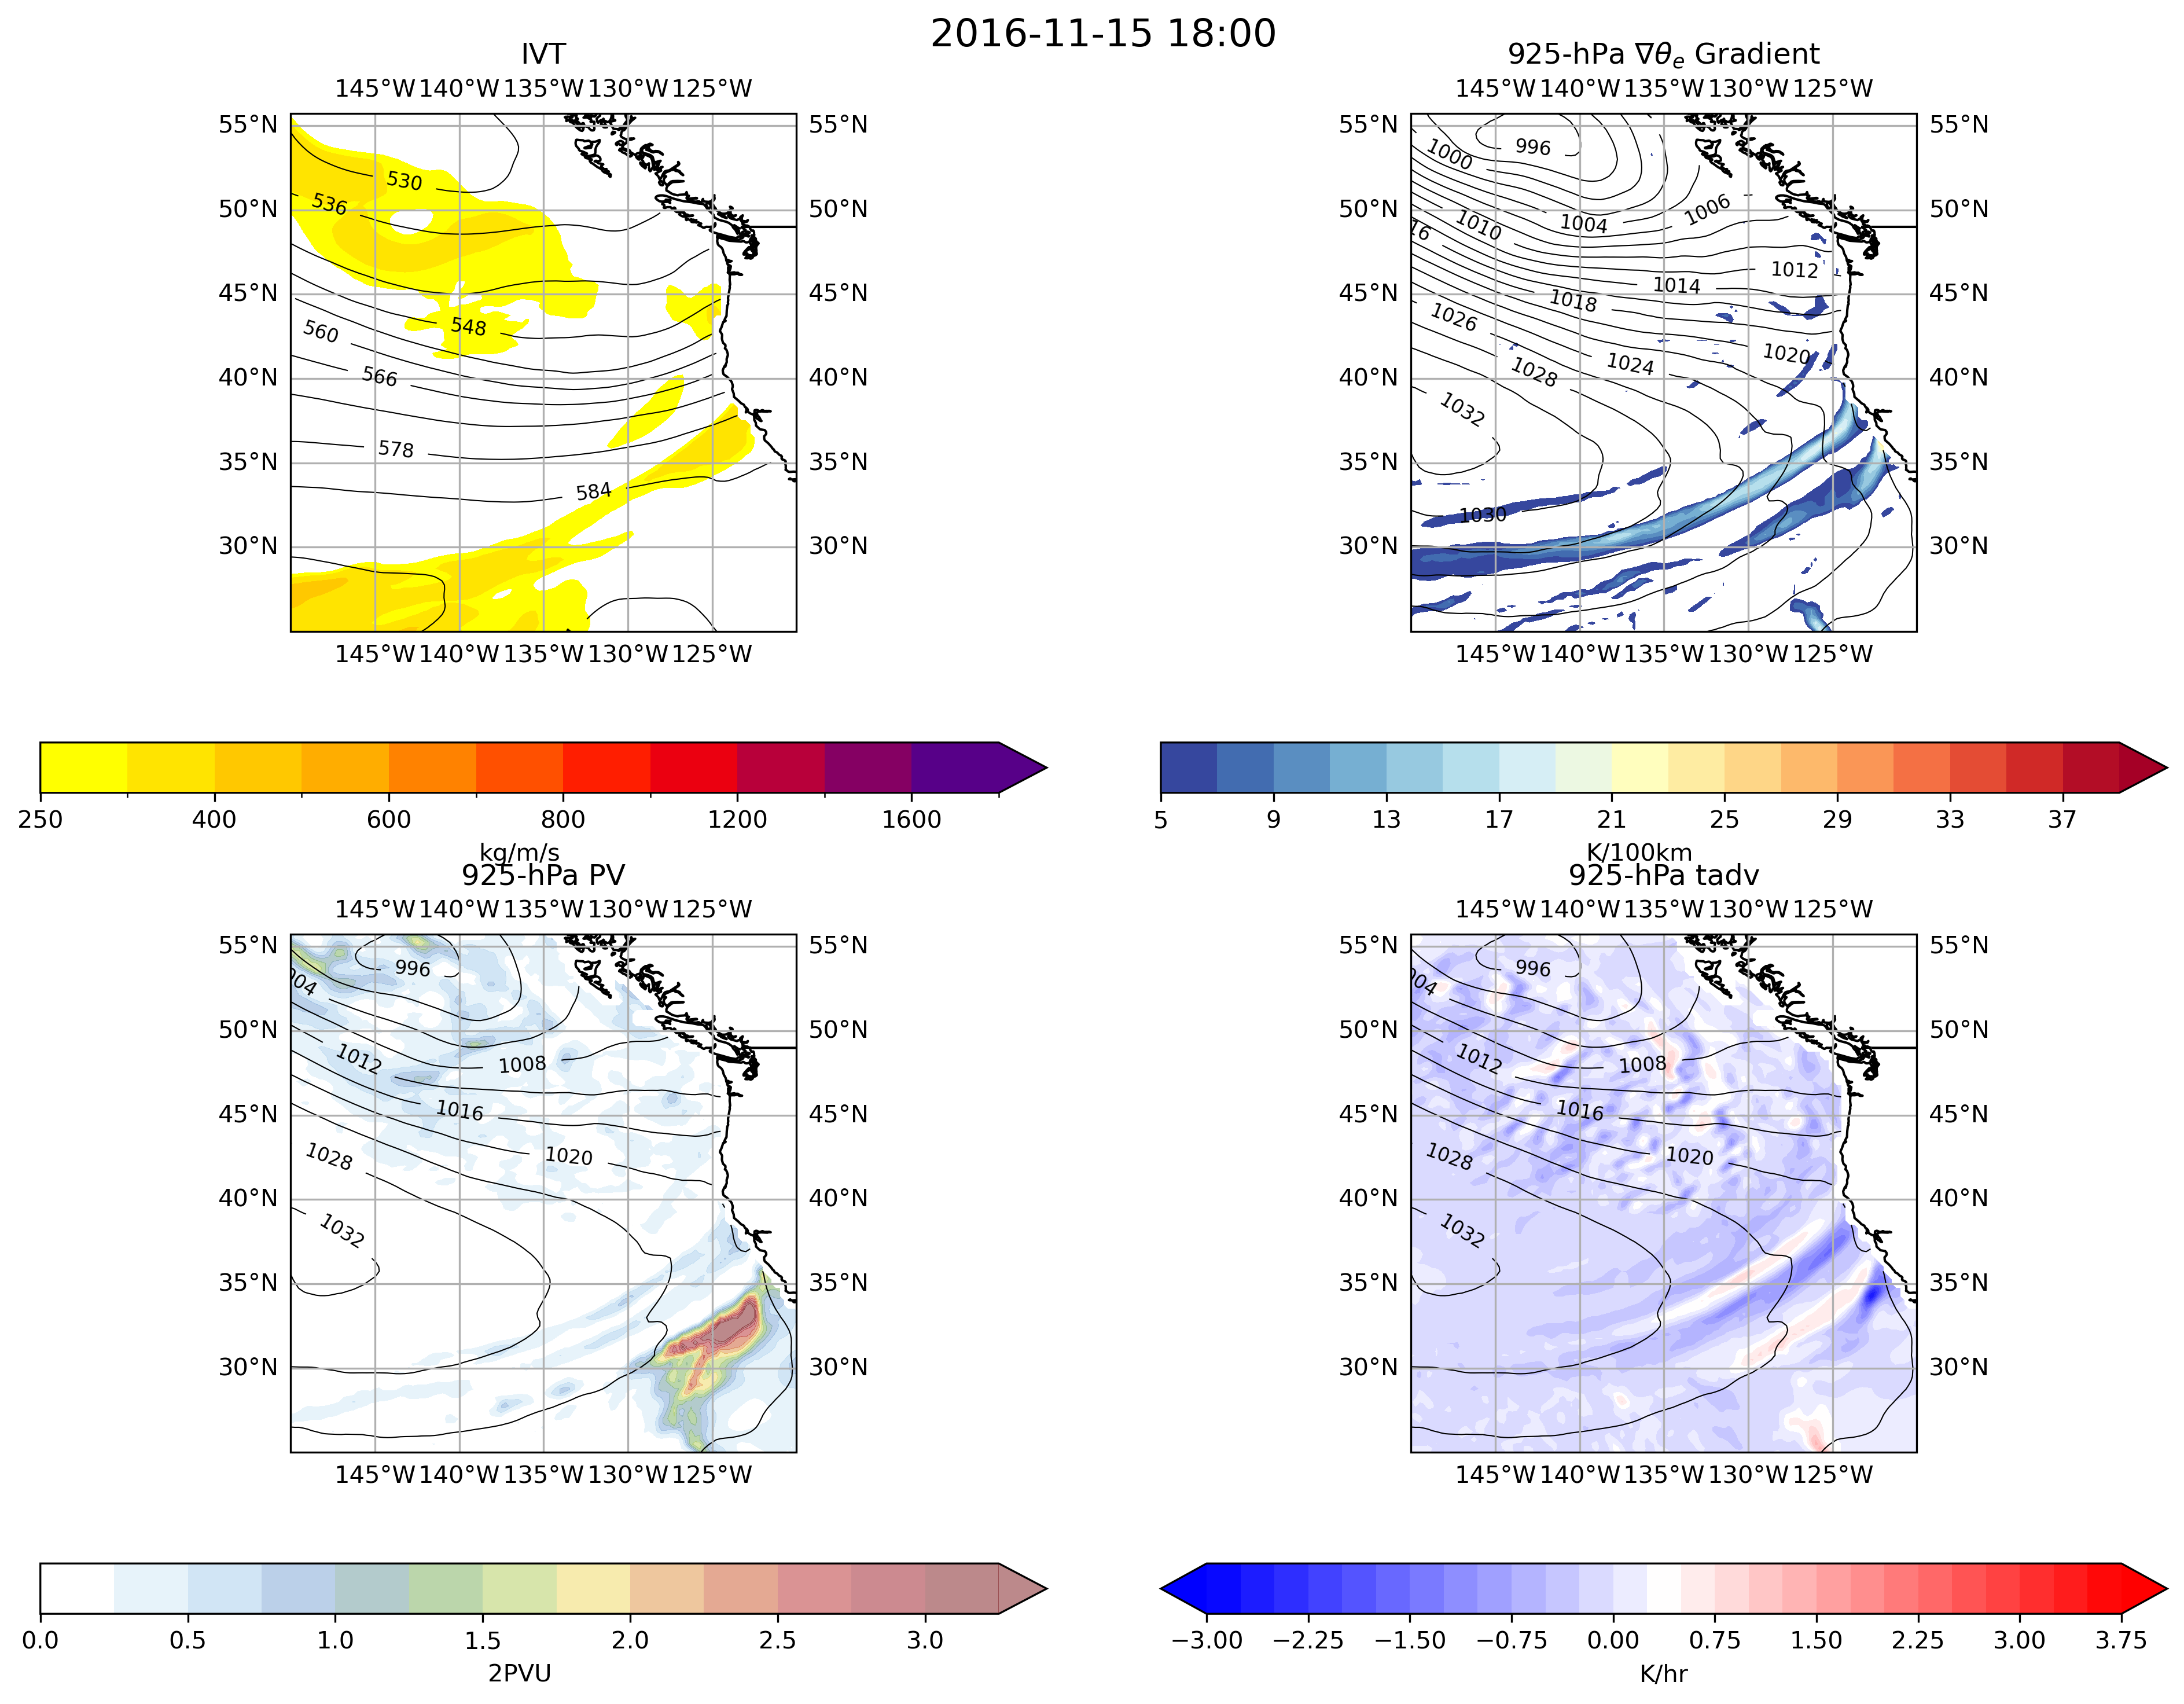 2016-11-15 18:00
IVT
145°W 140°W 135°W 130°W 125°W
55°N 55°N
50°N 50°N
45°N 45°N
40°N 40°N
35°N 35°N
30°N 30°N
530
536
548
560
566
578
584
145°W 140°W 135°W 130°W 125°W
250 400 600 800 1200 1600
kg/m/s
925-hPa ∇θe Gradient
145°W 140°W 135°W 130°W 125°W
55°N 55°N
50°N 50°N
45°N 45°N
40°N 40°N
35°N 35°N
30°N 30°N
996
1000
1006
1004
1010
16
1012
1014
1018
1026
1020
1024
1028
1032
1030
145°W 140°W 135°W 130°W 125°W
5 9 13 17 21 25 29 33 37
K/100km
925-hPa PV
145°W 140°W 135°W 130°W 125°W
55°N 55°N
50°N 50°N
45°N 45°N
40°N 40°N
35°N 35°N
30°N 30°N
996
04
1012
1008
1016
1028
1020
1032
145°W 140°W 135°W 130°W 125°W
0.0 0.5 1.0 1.5 2.0 2.5 3.0
2PVU
925-hPa tadv
145°W 140°W 135°W 130°W 125°W
55°N 55°N
50°N 50°N
45°N 45°N
40°N 40°N
35°N 35°N
30°N 30°N
996
04
1012
1008
1016
1028
1020
1032
145°W 140°W 135°W 130°W 125°W
−3.00 −2.25 −1.50 −0.75 0.00 0.75 1.50 2.25 3.00 3.75
K/hr